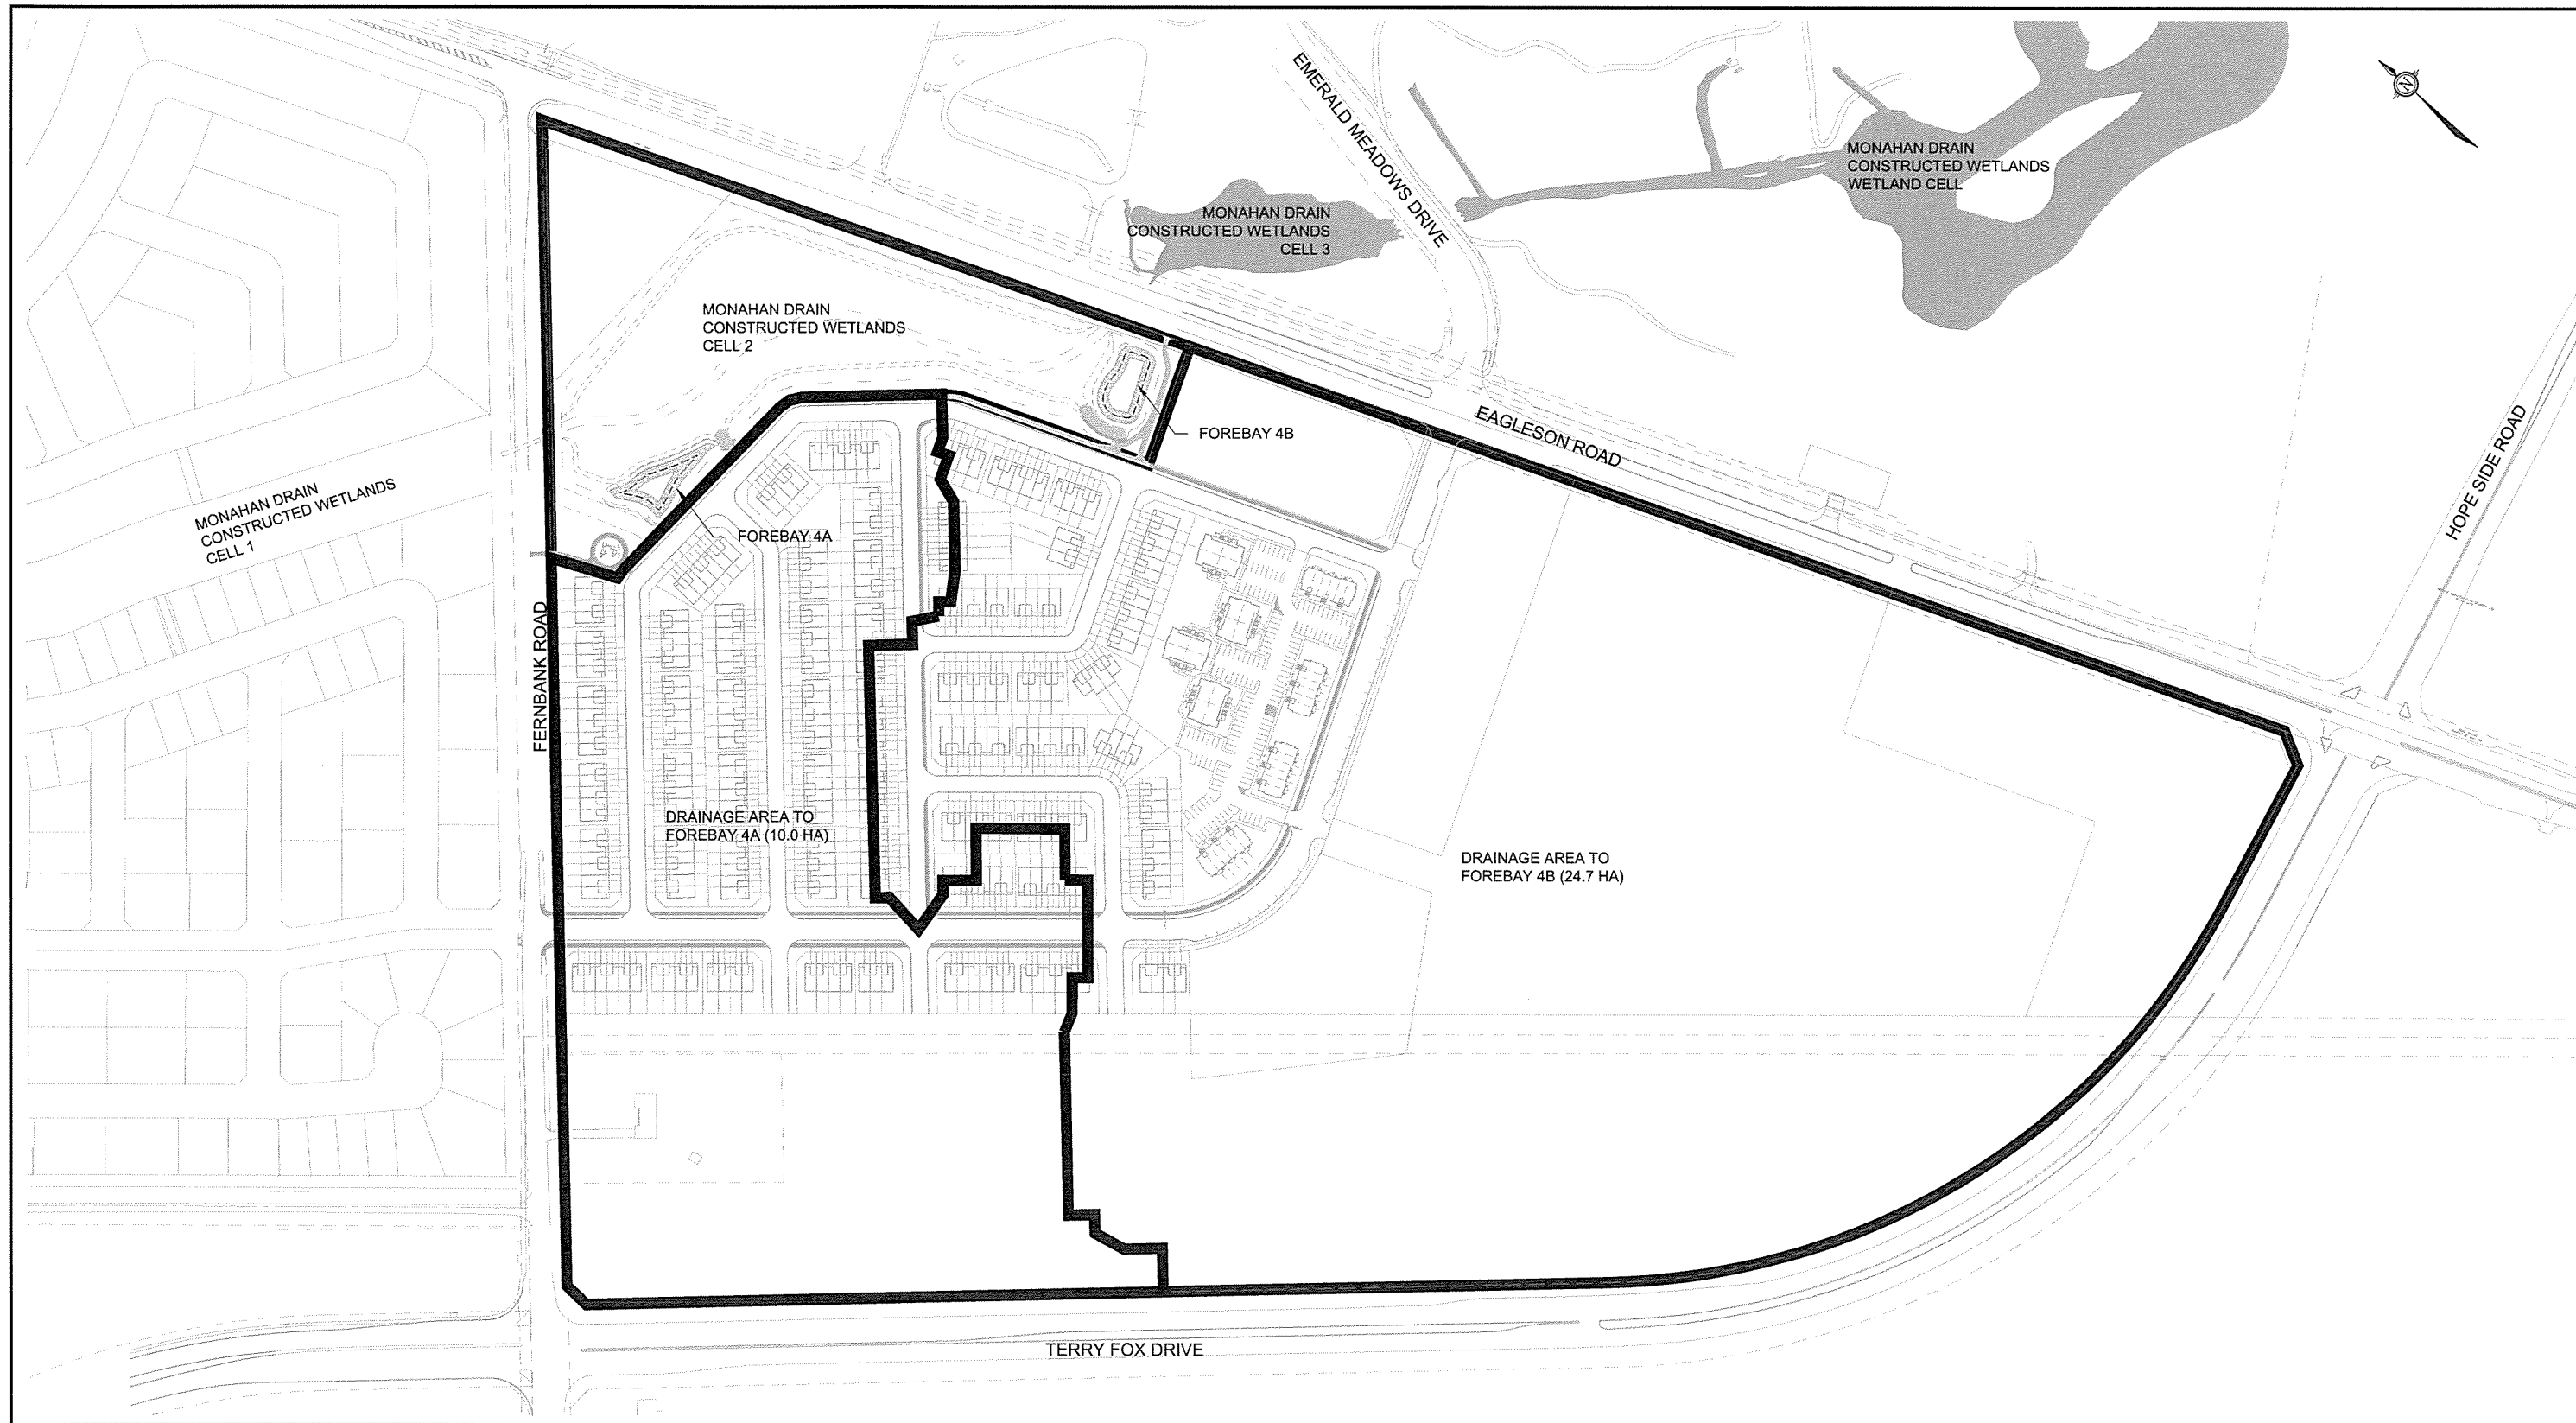 EMERALD MEADOWS DRIVE
N
MONAHAN DRAIN
CONSTRUCTED WETLANDS
WETLAND CELL
MONAHAN DRAIN
CONSTRUCTED WETLANDS
CELL 3
MONAHAN DRAIN
CONSTRUCTED WETLANDS
CELL 2
FOREBAY 4B
EAGLESON ROAD
HOPE SIDE ROAD
MONAHAN DRAIN
CONSTRUCTED WETLANDS
CELL 1
FOREBAY 4A
FERNBANK ROAD
DRAINAGE AREA TO
FOREBAY 4A (10.0 HA)
DRAINAGE AREA TO
FOREBAY 4B (24.7 HA)
TERRY FOX DRIVE